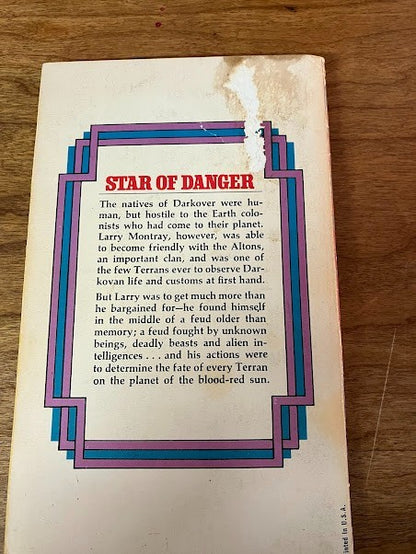 STAR OF DANGER
The natives of Darkover were hu-
man, but hostile to the Earth colo-
nists who had come to their planet.
Larry Montray, however, was able
to become friendly with the Altons,
an important clan, and was one of
the few Terrans ever to observe Dar-
kovan life and customs at first hand.
But Larry was to get much more than
he bargained for—he found himself
in the middle of a feud older than
memory; a feud fought by unknown
beings, deadly beasts and alien in-
telligences . . . and his actions were
to determine the fate of every Terran
on the planet of the blood-red sun.
inted in U.S.A.